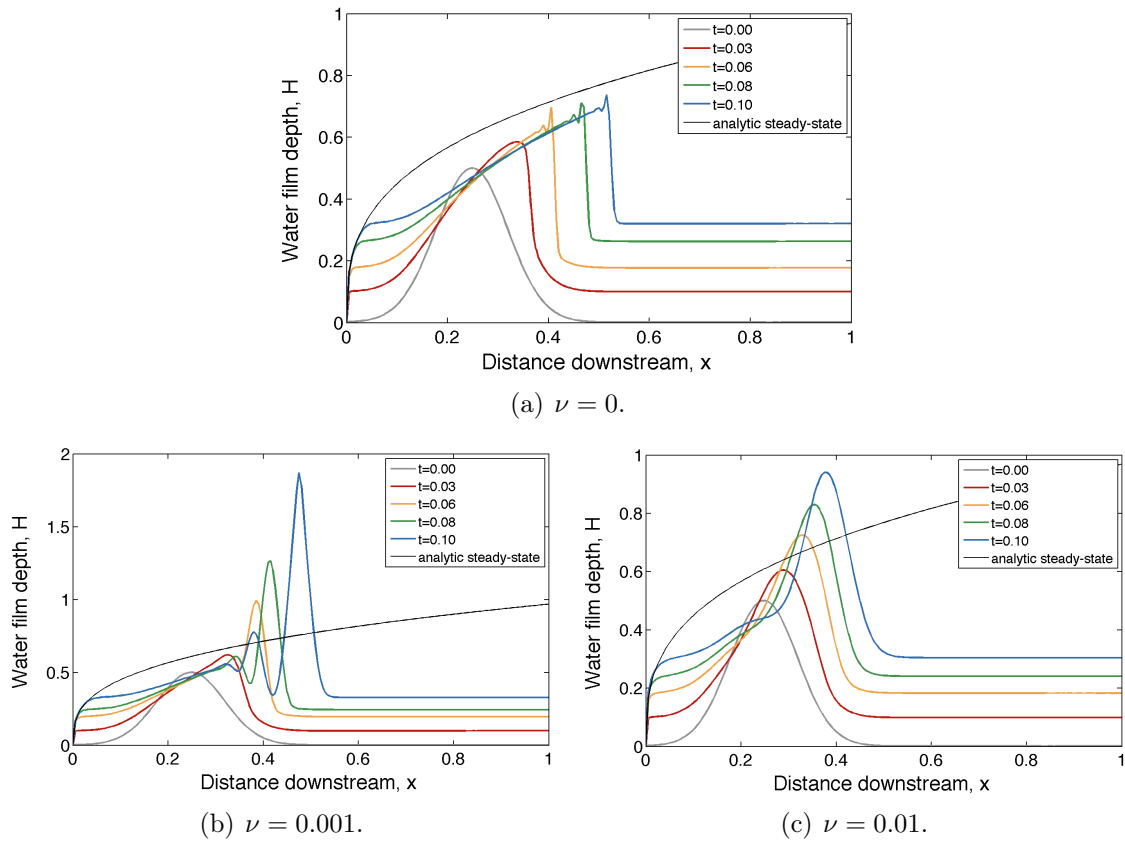 1
0.8
0.6
0.4
0.2
0
Water film depth, H
t=0.00
t=0.03
t=0.06
t=0.08
t=0.10
analytic steady-state
0 0.2 0.4 0.6 0.8 1
Distance downstream, x
(a) ν = 0.
2
1.5
1
0.5
0
Water film depth, H
t=0.00
t=0.03
t=0.06
t=0.08
t=0.10
analytic steady-state
0 0.2 0.4 0.6 0.8 1
Distance downstream, x
(b) ν = 0.001.
1
0.8
0.6
0.4
0.2
0
Water film depth, H
t=0.00
t=0.03
t=0.06
t=0.08
t=0.10
analytic steady-state
0 0.2 0.4 0.6 0.8 1
Distance downstream, x
(c) ν = 0.01.